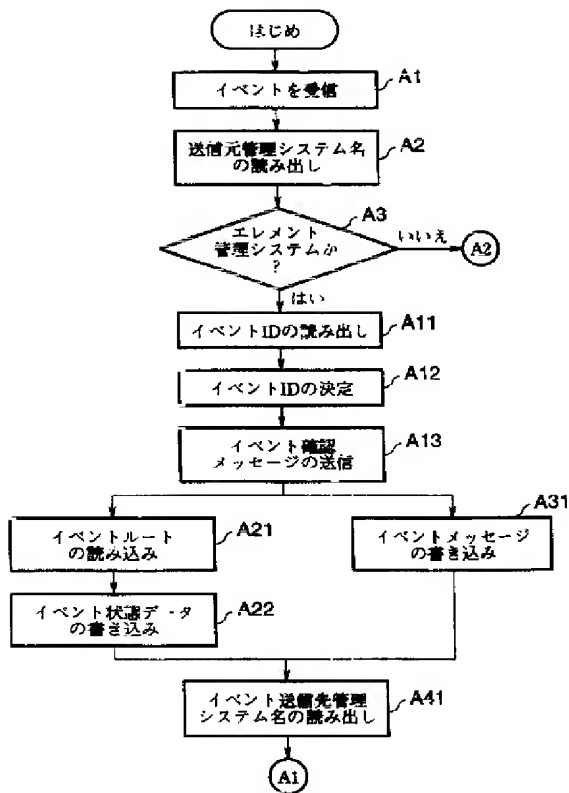 はじめ
イベントを受信
A1
送信元管理システム名
の読み出し
A2
エレメント
管理システムか
?
A3
いいえ
A2
はい
イベントIDの読み出し
A11
イベントIDの決定
A12
イベント確認
メッセージの送信
A13
イベントルート
の読み込み
A21
イベントメッセージ
の書き込み
A31
イベント状態データ
の書き込み
A22
イベント送信先管理
システム名の読み出し
A41
A1